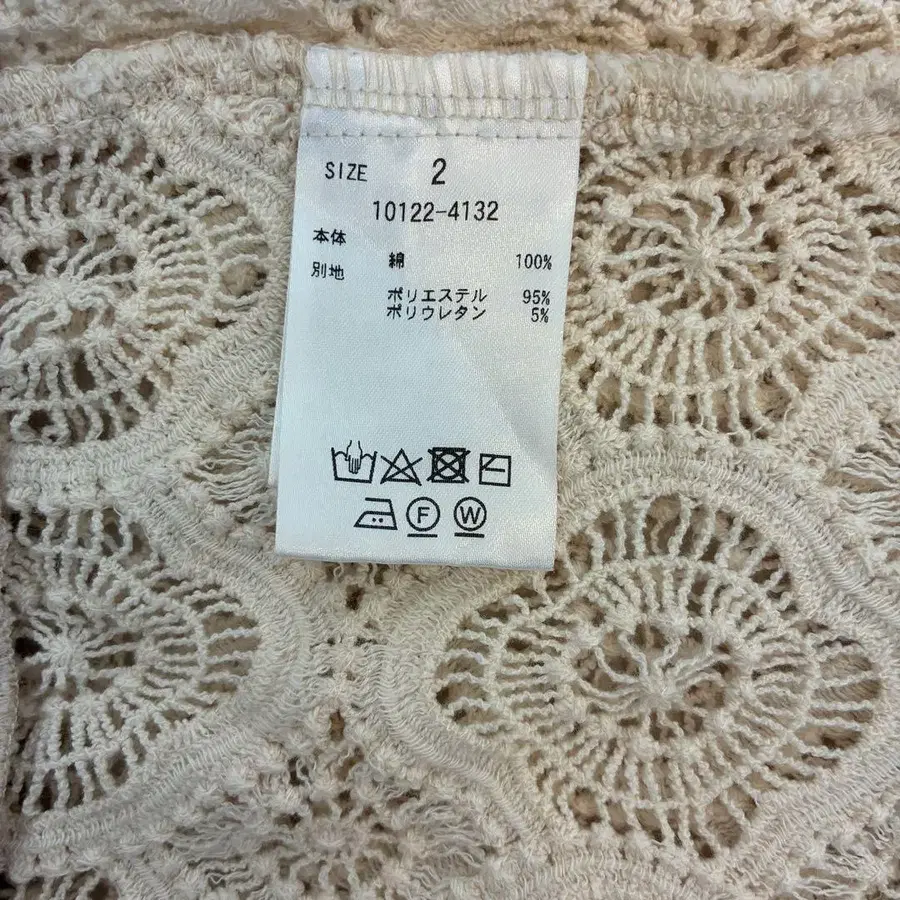 SIZE 2
10122-4132
本体
綿 100%
別地
ポリエステル 95%
ポリウレタン 5%
F W